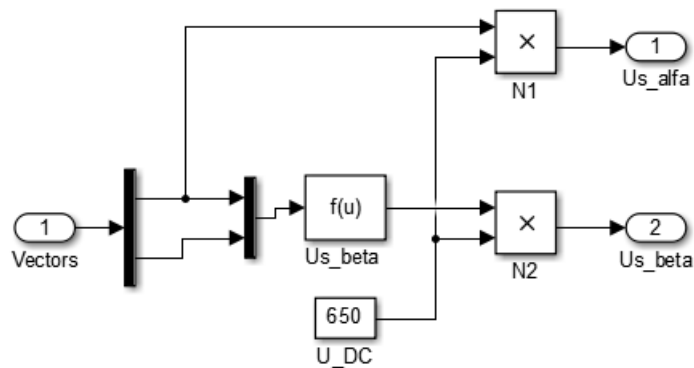 ×
N1
1
Us_alfa
1
Vectors
f(u)
Us_beta
×
N2
2
Us_beta
650
U_DC